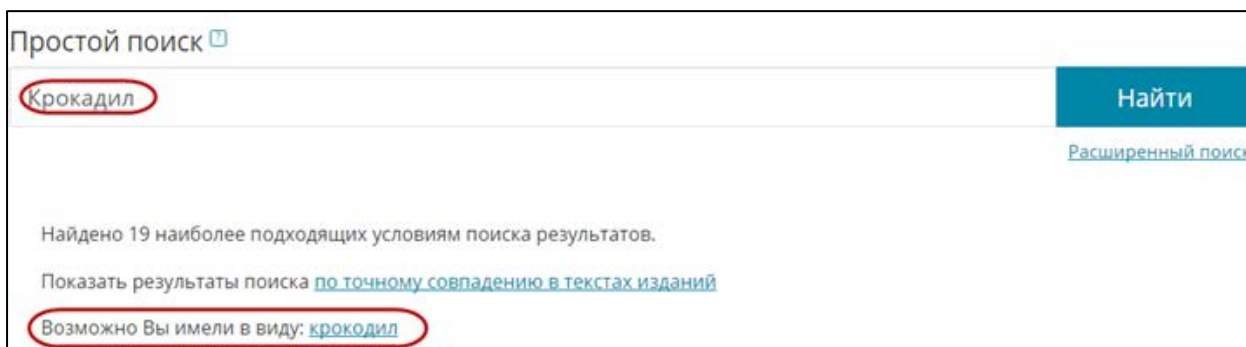 Простой поиск ?
Крокадил
Найти
Расширенный поиск
Найдено 19 наиболее подходящих условиям поиска результатов.
Показать результаты поиска по точному совпадению в текстах изданий
Возможно Вы имели в виду: крокодил